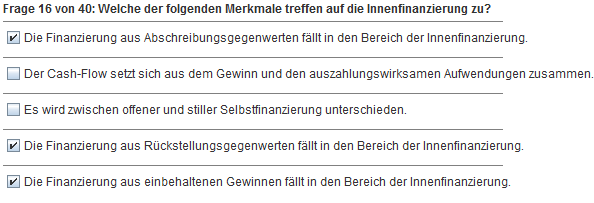 Frage 16 von 40: Welche der folgenden Merkmale treffen auf die Innenfinanzierung zu?
Die Finanzierung aus Abschreibungsgegenwerten fällt in den Bereich der Innenfinanzierung.
Der Cash-Flow setzt sich aus dem Gewinn und den auszahlungswirksamen Aufwendungen zusammen.
Es wird zwischen offener und stiller Selbstfinanzierung unterschieden.
Die Finanzierung aus Rückstellungsgegenwerten fällt in den Bereich der Innenfinanzierung.
Die Finanzierung aus einbehaltenen Gewinnen fällt in den Bereich der Innenfinanzierung.